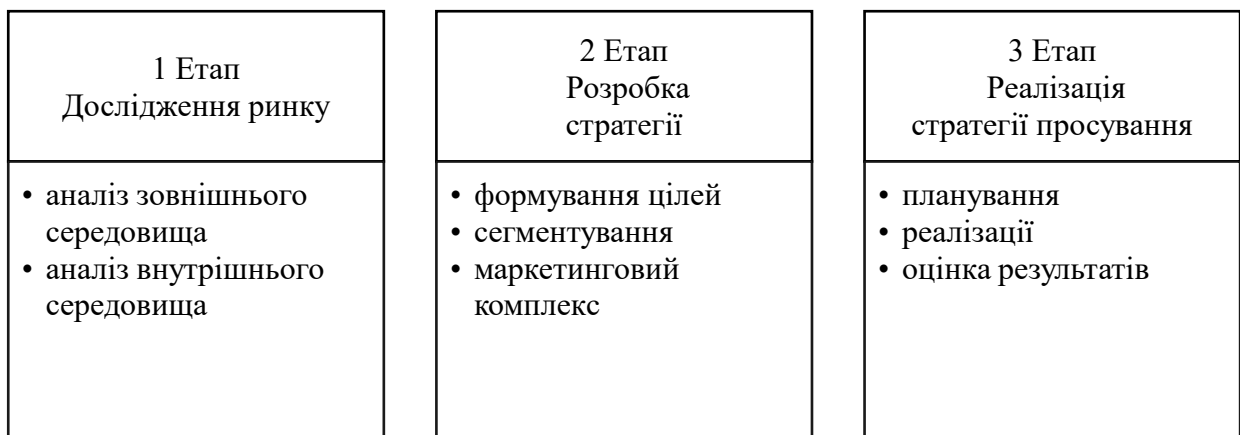 1 Етап
Дослідження ринку
• аналіз зовнішнього
середовища
• аналіз внутрішнього
середовища
2 Етап
Розробка
стратегії
• формування цілей
• сегментування
• маркетинговий
комплекс
3 Етап
Реалізація
стратегії просування
• планування
• реалізації
• оцінка результатів